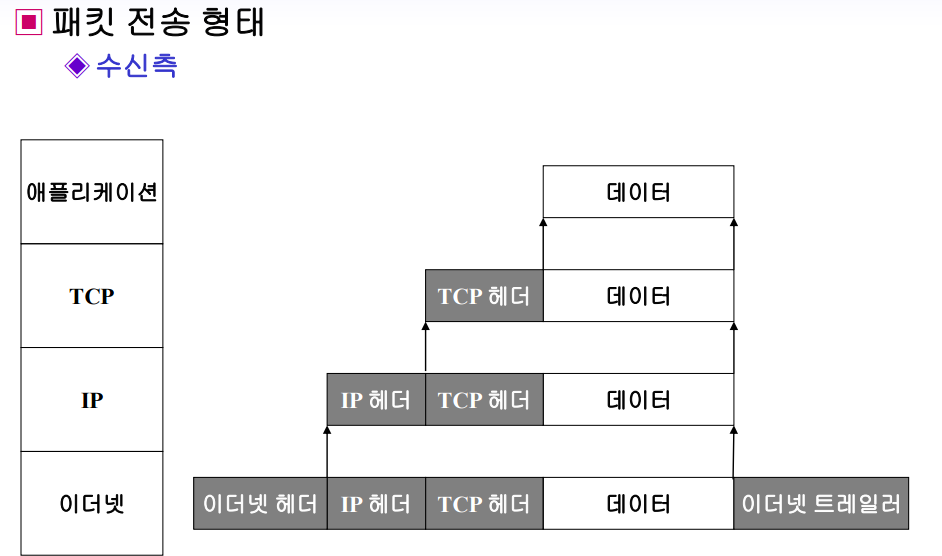 패킷 전송 형태
수신측
애플리케이션
데이터
TCP
TCP 헤더
데이터
IP
IP 헤더
TCP 헤더
데이터
이더넷
이더넷 헤더
IP 헤더
TCP 헤더
데이터
이더넷 트레일러